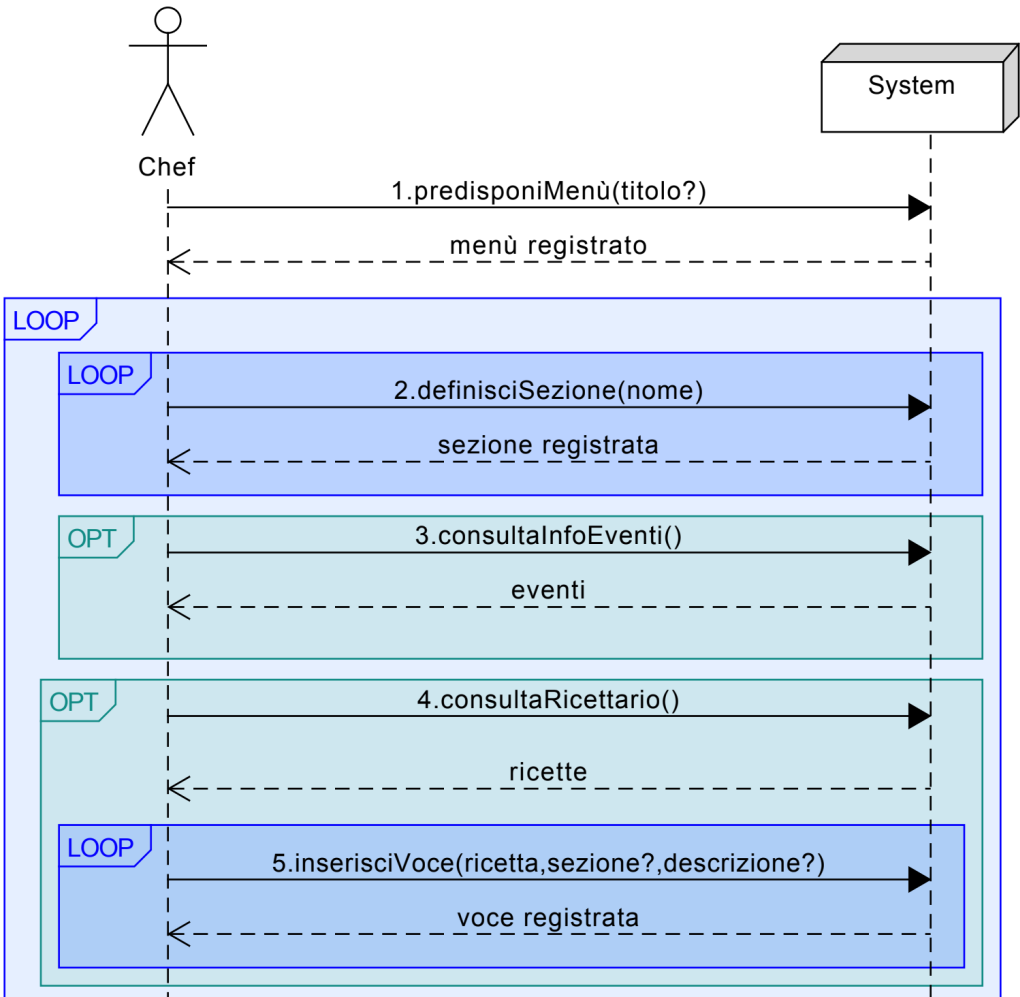 System
Chef
1.predisponiMenù(titolo?)
menù registrato
LOOP
LOOP
2.definisciSezione(nome)
sezione registrata
OPT
3.consultaInfoEventi()
eventi
OPT
4.consultaRicettario()
ricette
LOOP
5.inserisciVoce(ricetta,sezione?,descrizione?)
voce registrata